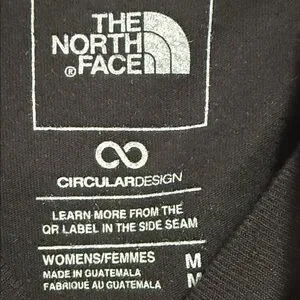 THE
NORTH
®FACE
CIRCULARDESIGN
LEARN MORE FROM THE
QR LABEL IN THE SIDE SEAM
WOMENS/FEMMES M
MADE IN GUATEMALA M
FABRIQUÉ AU GUATEMALA